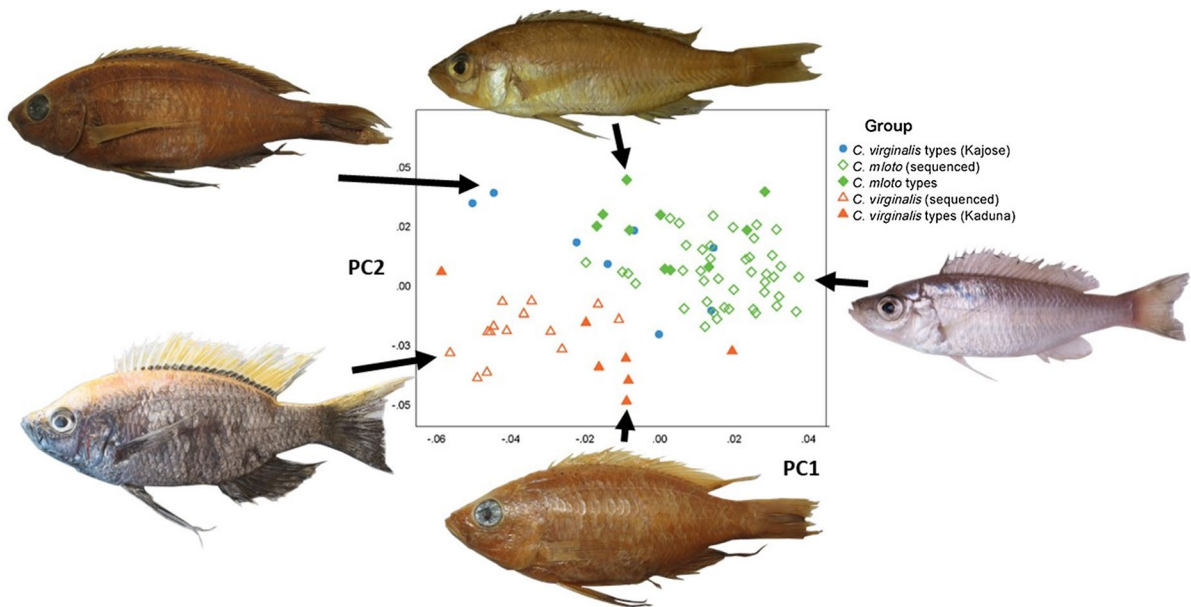 Group
C. virginalis types (Kajose)
C. mloto (sequenced)
C. mloto types
C. virginalis (sequenced)
C. virginalis types (Kaduna)
PC2
.05
.02
.00
-.03
-.05
-.06
-.04
-.02
.00
.02
.04
PC1